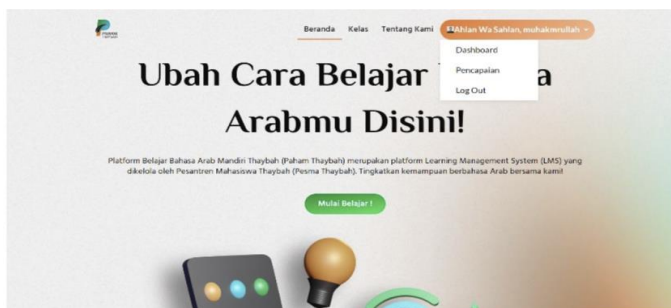 Beranda Kelas Tentang Kami Ahlan Wa Sahlan, muhakmrullah
Dashboard
Pencapaian
Log Out
Ubah Cara Belajar a
Arabmu Disini!
Platform Belajar Bahasa Arab Mandiri Thaybah (Paham Thaybah) merupakan platform Learning Management System (LMS) yang
dikelola oleh Pesantren Mahasiswa Thaybah (Pesma Thaybah). Tingkatkan kemampuan berbahasa Arab bersama kami!
Mulai Belajar !